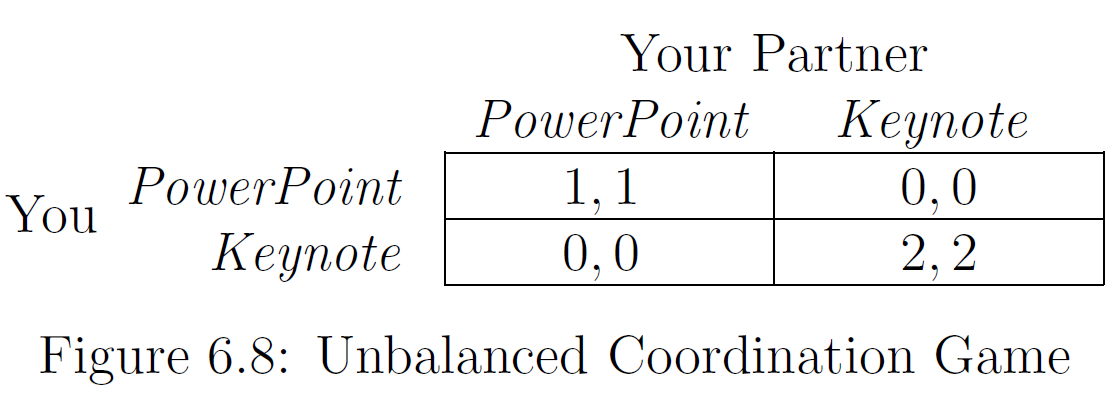 Your Partner
PowerPoint Keynote
PowerPoint 1, 1 0, 0
You
Keynote 0, 0 2, 2
Figure 6.8: Unbalanced Coordination Game